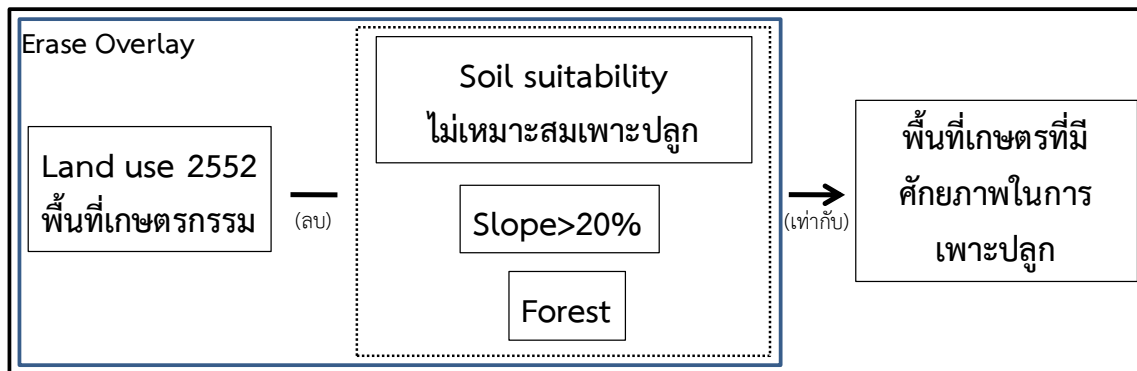 Erase Overlay
Land use 2552
พื้นที่เกษตรกรรม
(ลบ)
Soil suitability
ไม่เหมาะสมเพาะปลูก
Slope>20%
Forest
(เท่ากับ)
พื้นที่เกษตรที่มี
ศักยภาพในการ
เพาะปลูก